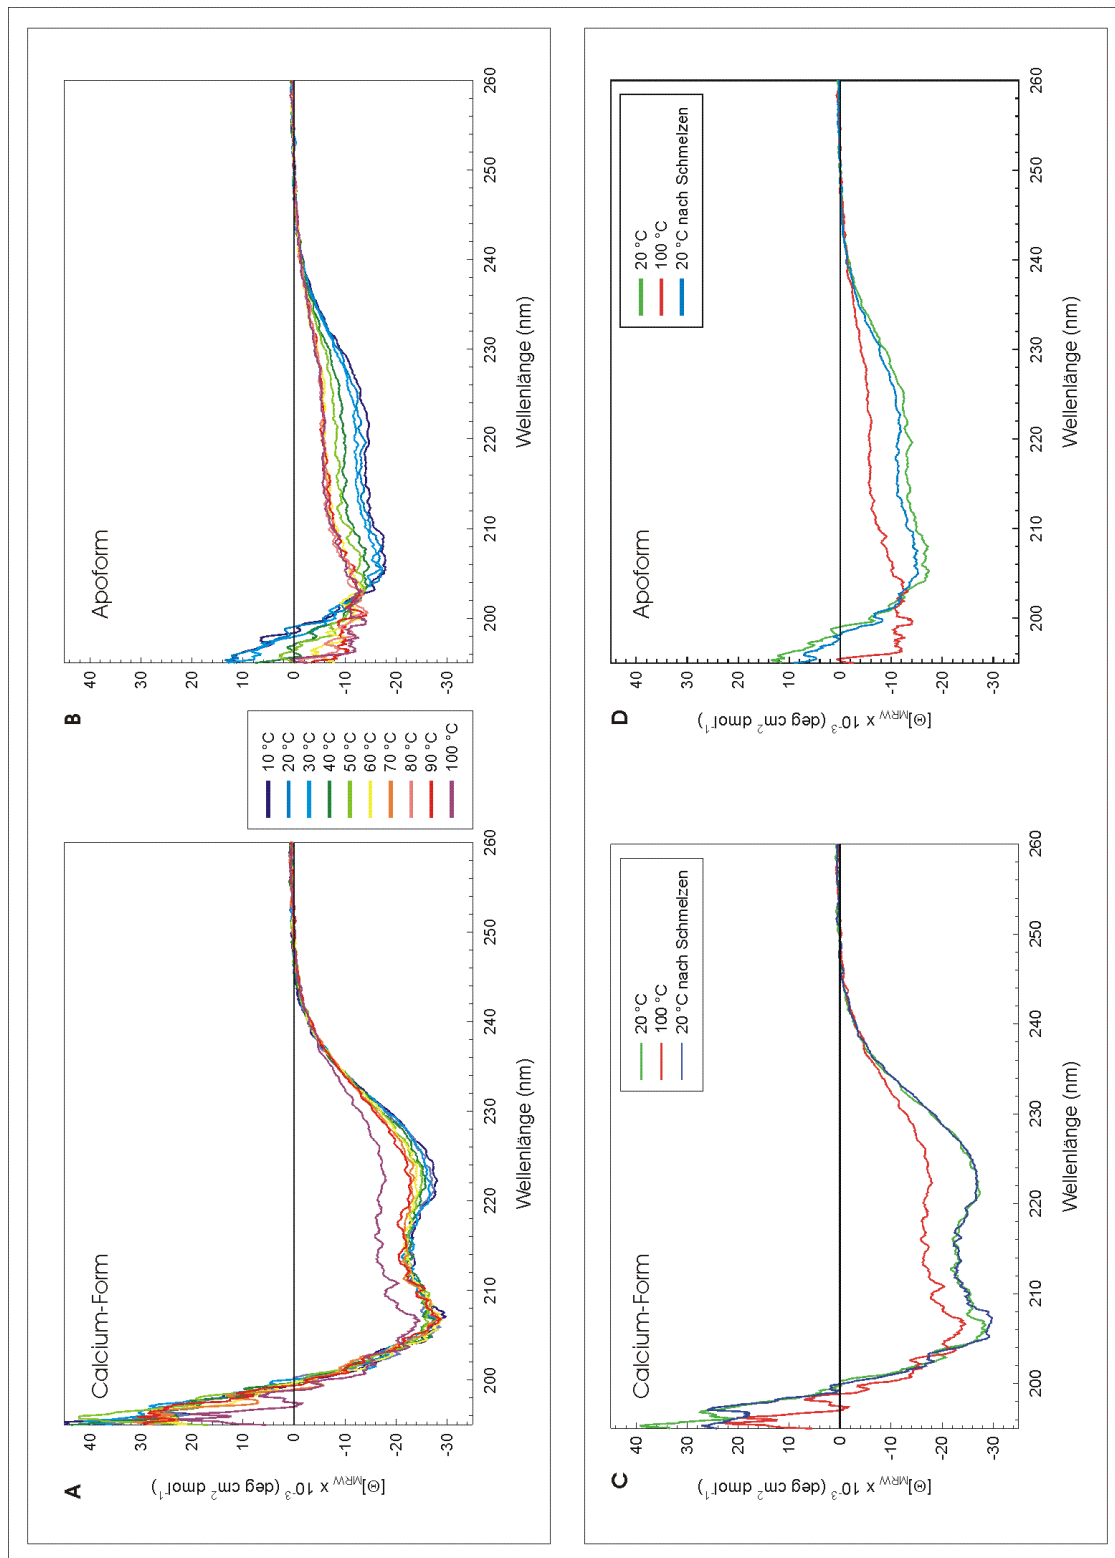 A
Calcium-Form
[Θ]MRW x 10-3 (deg cm2 dmol-1)
40
30
20
10
0
-10
-20
-30
200
210
220
230
240
250
260
Wellenlänge (nm)
10 °C
20 °C
30 °C
40 °C
50 °C
60 °C
70 °C
80 °C
90 °C
100 °C
B
Apoform
40
30
20
10
0
-10
-20
-30
200
210
220
230
240
250
260
Wellenlänge (nm)
C
Calcium-Form
[Θ]MRW x 10-3 (deg cm2 dmol-1)
40
30
20
10
0
-10
-20
-30
200
210
220
230
240
250
260
Wellenlänge (nm)
20 °C
100 °C
20 °C nach Schmelzen
D
Apoform
[Θ]MRW x 10-3 (deg cm2 dmol-1)
40
30
20
10
0
-10
-20
-30
200
210
220
230
240
250
260
Wellenlänge (nm)
20 °C
100 °C
20 °C nach Schmelzen